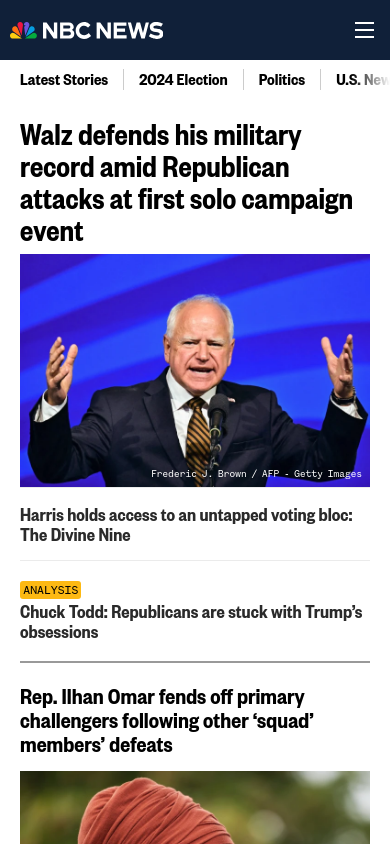 NBC NEWS
Latest Stories
2024 Election
Politics
U.S. New
Walz defends his military
record amid Republican
attacks at first solo campaign
event
Frederic J. Brown / AFP - Getty Images
Harris holds access to an untapped voting bloc:
The Divine Nine
ANALYSIS
Chuck Todd: Republicans are stuck with Trump’s
obsessions
Rep. Ilhan Omar fends off primary
challengers following other ‘squad’
members’ defeats